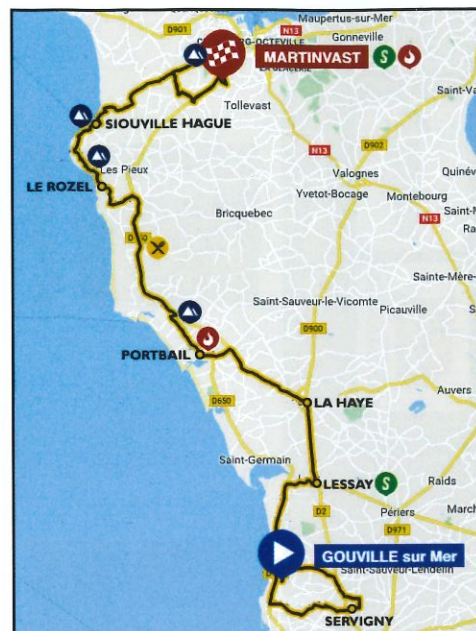 D901
Maupertus-sur-Mer
N13
Gonneville
MARTINVAST
S
Tollevast
Saint-Va
SIOUVILLE HAGUE
D902
N13
Les Pieux
Valognes
Quinév
LE ROZEL
Yvetot-Bocage
Montebourg
Bricquebec
N13
Saint-M
Ra
Sainte-Mère-
Saint-Sauveur-le-Vicomte
Picauville
D900
PORTBAIL
Auvers
D650
LA HAYE
Saint-Germain
LESSAY
S
Raids
D2
Périers
March
D971
GOUVILLE sur Mer
Saint-Sauveur-Lendelin
SERVIGNY